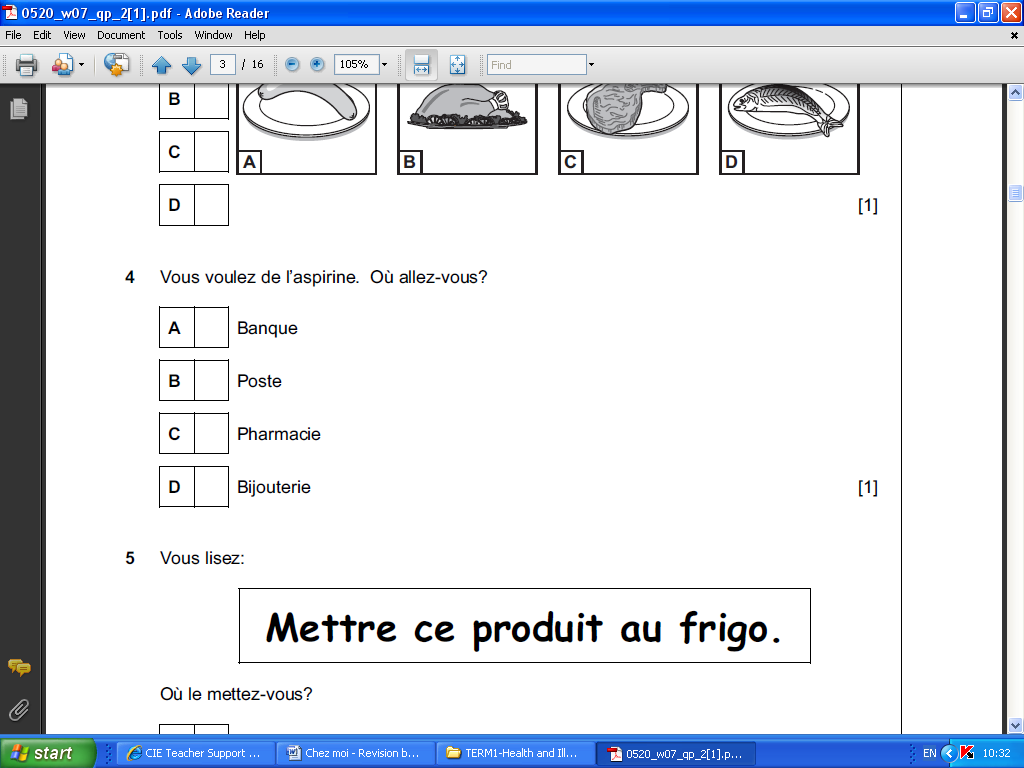 0520_w07_qp_2[1].pdf - Adobe Reader
File Edit View Document Tools Window Help
3 / 16 105% Find
B
C
A B C D
D [1]
4 Vous voulez de l'aspirine. Où allez-vous?
A Banque
B Poste
C Pharmacie
D Bijouterie [1]
5 Vous lisez:
Mettre ce produit au frigo.
Où le mettez-vous?
start CIE Teacher Support ... Chez moi - Revision b... TERM1-Health and Ill... 0520_w07_qp_2[1].p... EN 10:32